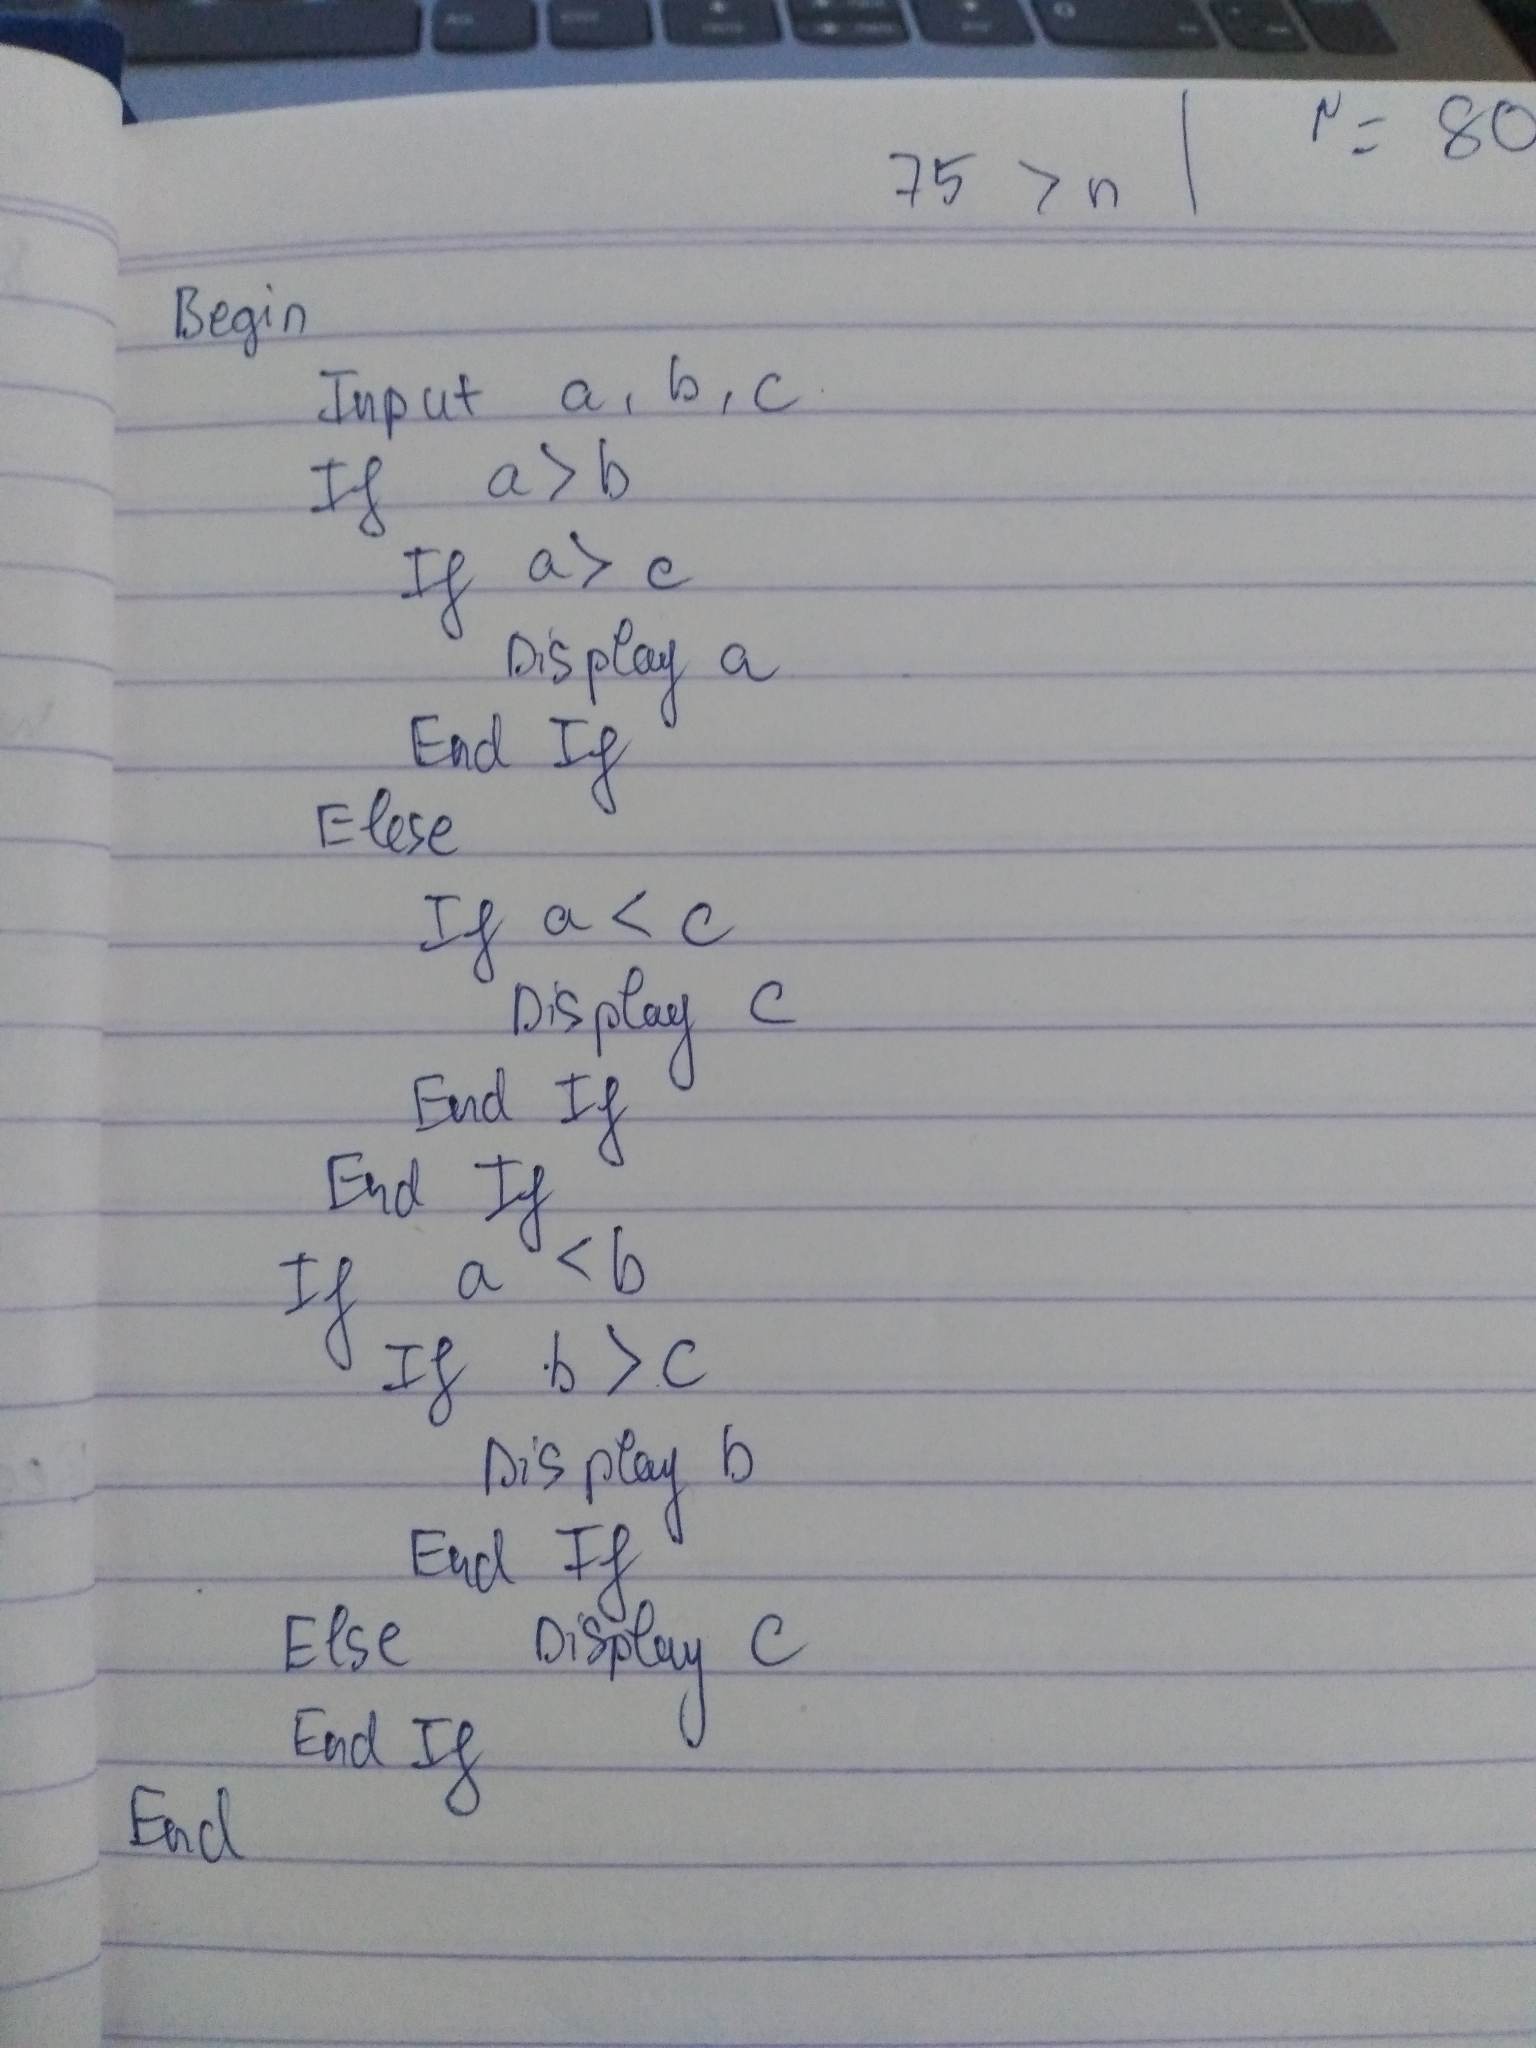 75 > n | n = 80
Begin
Input a, b, c
If a > b
If a > c
Display a
End If
Elese
If a < c
Display c
End If
End If
If a < b
If b > c
Display b
End If
Else Display c
End If
End